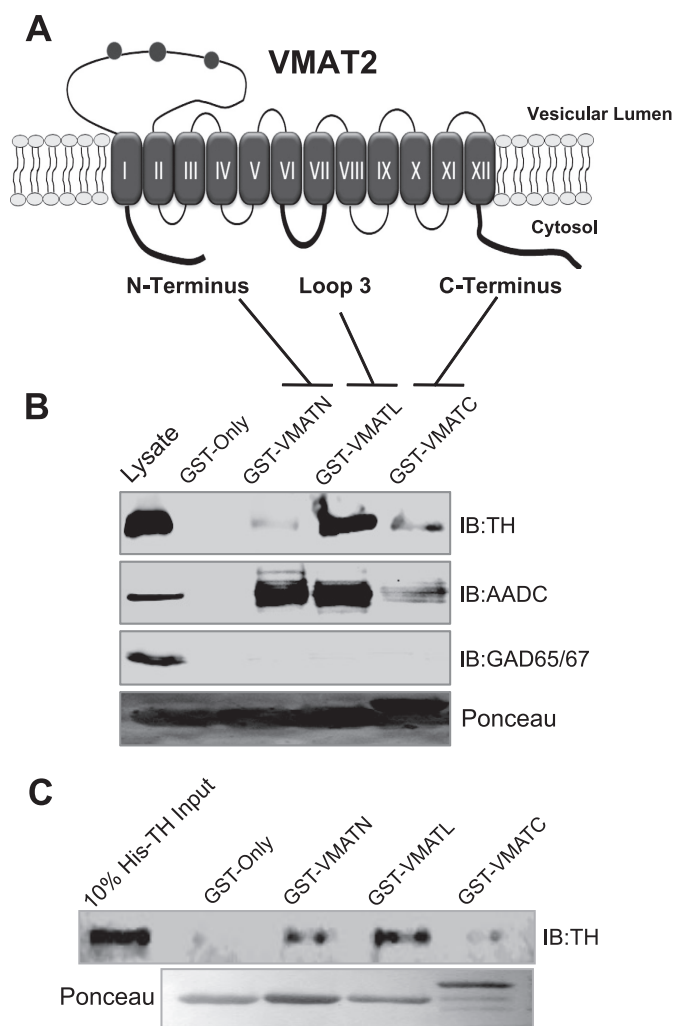 A
VMAT2
Vesicular Lumen
I II III IV V VI VII VIII IX X XI XII
Cytosol
N-Terminus Loop 3 C-Terminus
B
Lysate GST-Only GST-VMATN GST-VMATL GST-VMATC
IB:TH
IB:AADC
IB:GAD65/67
Ponceau
C
10% His-TH Input GST-Only GST-VMATN GST-VMATL GST-VMATC
IB:TH
Ponceau